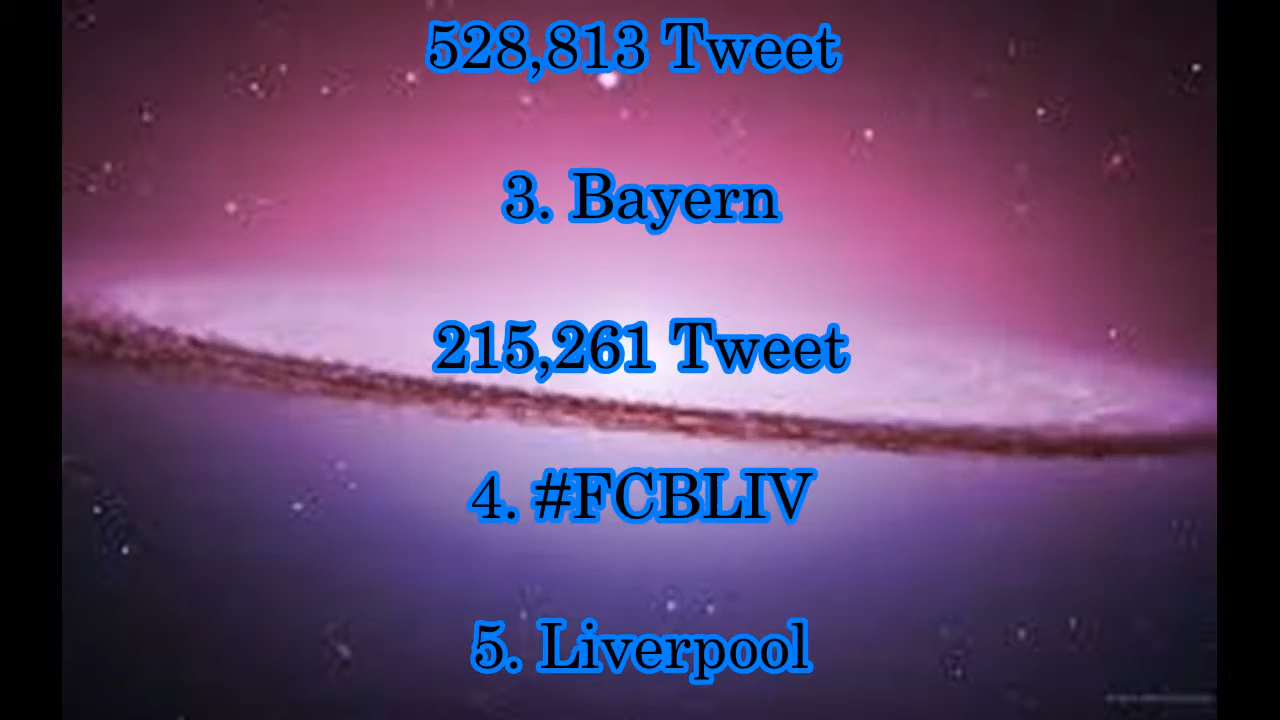 528,813 Tweet
3. Bayern
215,261 Tweet
4. #FCBLIV
5. Liverpool